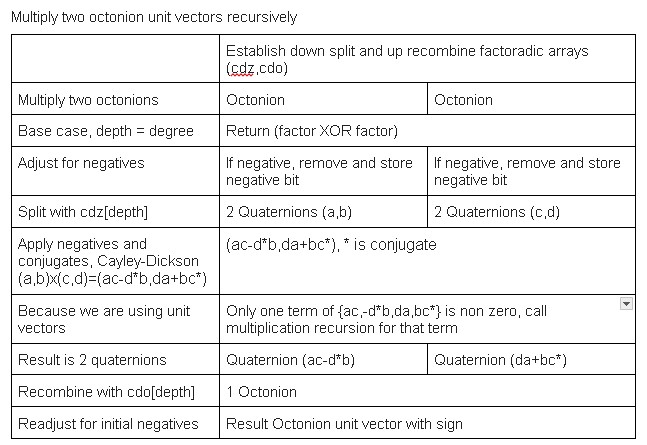 Multiply two octonion unit vectors recursively
Establish down split and up recombine factoradic arrays
(cdz,cdo)
Multiply two octonions
Octonion
Octonion
Base case, depth = degree
Return (factor XOR factor)
Adjust for negatives
If negative, remove and store
negative bit
If negative, remove and store
negative bit
Split with cdz[depth]
2 Quaternions (a,b)
2 Quaternions (c,d)
Apply negatives and
conjugates, Cayley-Dickson
(a,b)x(c,d)=(ac-d*b,da+bc*)
(ac-d*b,da+bc*), * is conjugate
Because we are using unit
vectors
Only one term of {ac,-d*b,da,bc*} is non zero, call
multiplication recursion for that term
Result is 2 quaternions
Quaternion (ac-d*b)
Quaternion (da+bc*)
Recombine with cdo[depth]
1 Octonion
Readjust for initial negatives
Result Octonion unit vector with sign